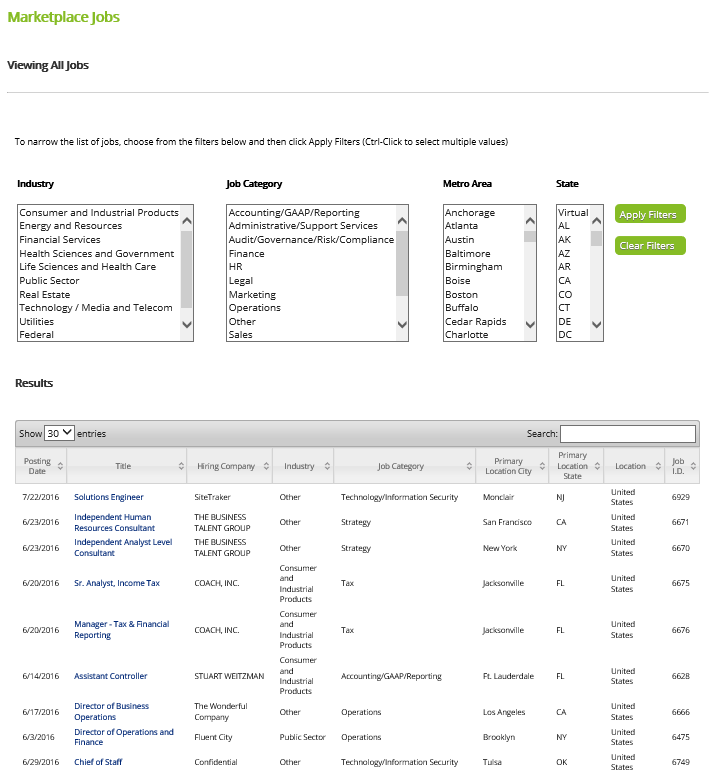 Marketplace Jobs
Viewing All Jobs
To narrow the list of jobs, choose from the filters below and then click Apply Filters (Ctrl-Click to select multiple values)
Industry
Consumer and Industrial Products
Energy and Resources
Financial Services
Health Sciences and Government
Life Sciences and Health Care
Public Sector
Real Estate
Technology / Media and Telecom
Utilities
Federal
Job Category
Accounting/GAAP/Reporting
Administrative/Support Services
Audit/Governance/Risk/Compliance
Finance
HR
Legal
Marketing
Operations
Other
Sales
Metro Area
Anchorage
Atlanta
Austin
Baltimore
Birmingham
Boise
Boston
Buffalo
Cedar Rapids
Charlotte
State
Virtual
AL
AK
AZ
AR
CA
CO
CT
DE
DC
Apply Filters
Clear Filters
Results
Show 30 entries
Search:
Posting Date
Title
Hiring Company
Industry
Job Category
Primary Location City
Primary Location State
Location
Job I.D.
7/22/2016 Solutions Engineer SiteTraker Other Technology/Information Security Monclair NJ United States 6929
6/23/2016 Independent Human Resources Consultant THE BUSINESS TALENT GROUP Other Strategy San Francisco CA United States 6671
6/23/2016 Independent Analyst Level Consultant THE BUSINESS TALENT GROUP Other Strategy New York NY United States 6670
6/20/2016 Sr. Analyst, Income Tax COACH, INC. Consumer and Industrial Products Tax Jacksonville FL United States 6675
6/20/2016 Manager - Tax & Financial Reporting COACH, INC. Consumer and Industrial Products Tax Jacksonville FL United States 6676
6/14/2016 Assistant Controller STUART WEITZMAN Consumer and Industrial Products Accounting/GAAP/Reporting Ft. Lauderdale FL United States 6628
6/17/2016 Director of Business Operations The Wonderful Company Other Operations Los Angeles CA United States 6666
6/3/2016 Director of Operations and Finance Fluent City Public Sector Operations Brooklyn NY United States 6475
6/29/2016 Chief of Staff Confidential Other Technology/Information Security Tulsa OK United States 6749